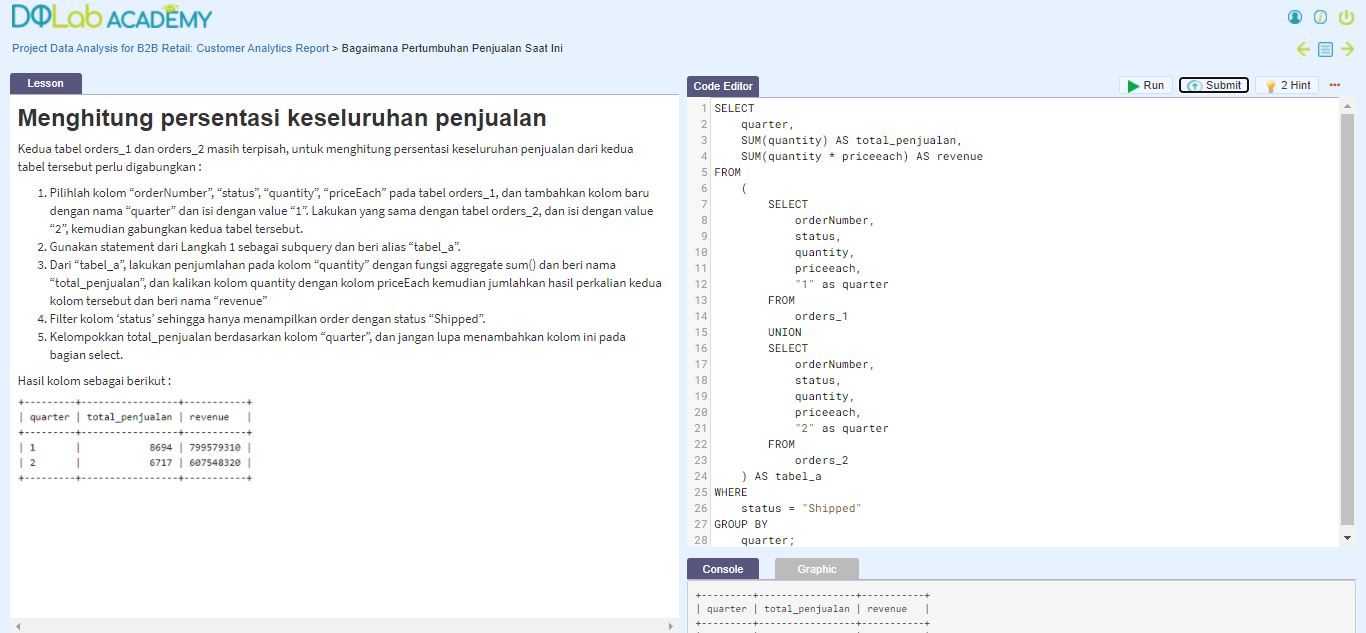 DQLab ACADEMY
Project Data Analysis for B2B Retail: Customer Analytics Report > Bagaimana Pertumbuhan Penjualan Saat Ini
Lesson
Menghitung persentasi keseluruhan penjualan
Kedua tabel orders_1 dan orders_2 masih terpisah, untuk menghitung persentasi keseluruhan penjualan dari kedua
tabel tersebut perlu digabungkan :
1. Pilihlah kolom “orderNumber”, “status”, “quantity”, “priceEach” pada tabel orders_1, dan tambahkan kolom baru
dengan nama “quarter” dan isi dengan value “1”. Lakukan yang sama dengan tabel orders_2, dan isi dengan value
“2”, kemudian gabungkan kedua tabel tersebut.
2. Gunakan statement dari Langkah 1 sebagai subquery dan beri alias “tabel_a”.
3. Dari “tabel_a”, lakukan penjumlahan pada kolom “quantity” dengan fungsi aggregate sum() dan beri nama
“total_penjualan”, dan kalikan kolom quantity dengan kolom priceEach kemudian jumlahkan hasil perkalian kedua
kolom tersebut dan beri nama “revenue”
4. Filter kolom ‘status’ sehingga hanya menampilkan order dengan status “Shipped”.
5. Kelompokkan total_penjualan berdasarkan kolom “quarter”, dan jangan lupa menambahkan kolom ini pada
bagian select.
Hasil kolom sebagai berikut :
+---------+-----------------+-----------+
| quarter | total_penjualan | revenue   |
+---------+-----------------+-----------+
| 1       |            8694 | 799579310 |
| 2       |            6717 | 607548320 |
+---------+-----------------+-----------+
Code Editor
Run
Submit
2 Hint
1 SELECT
2     quarter,
3     SUM(quantity) AS total_penjualan,
4     SUM(quantity * priceeach) AS revenue
5 FROM
6     (
7         SELECT
8             orderNumber,
9             status,
10             quantity,
11             priceeach,
12             "1" as quarter
13         FROM
14             orders_1
15         UNION
16         SELECT
17             orderNumber,
18             status,
19             quantity,
20             priceeach,
21             "2" as quarter
22         FROM
23             orders_2
24     ) AS tabel_a
25 WHERE
26     status = "Shipped"
27 GROUP BY
28     quarter;
Console
Graphic
+---------+-----------------+-----------+
| quarter | total_penjualan | revenue   |
+---------+-----------------+-----------+